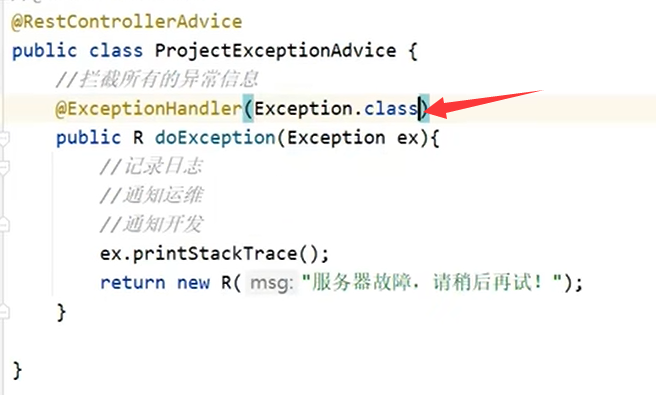 @RestControllerAdvice
public class ProjectExceptionAdvice {
//拦截所有的异常信息
@ExceptionHandler(Exception.class)
public R doException(Exception ex){
//记录日志
//通知运维
//通知开发
ex.printStackTrace();
return new R( msg: "服务器故障，请稍后再试！");
}
}